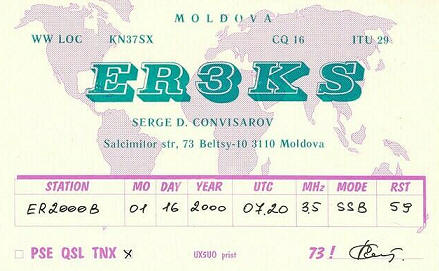 MOLDOVA
WW LOC KN37SX CQ 16 ITU 29
ER3KS
SERGE D. CONVISAROV
Salcimilor str, 73 Beltsy-10 3110 Moldova
STATION MO DAY YEAR UTC MHz MODE RST
ER2000B 01 16 2000 07.20 3,5 SSB 59
PSE QSL TNX x UX5UO print 73!